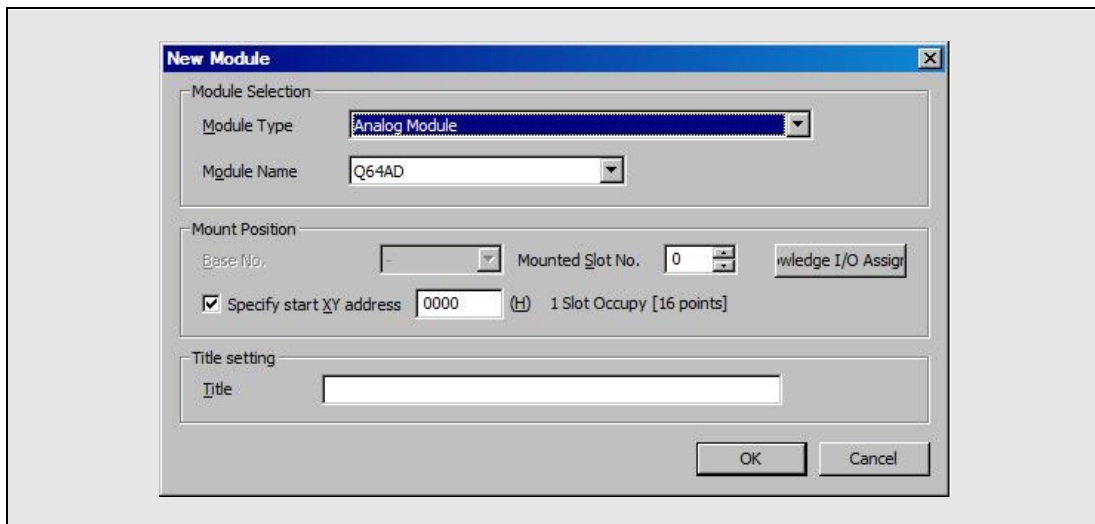 New Module
Module Selection
Module Type Analog Module
Module Name Q64AD
Mount Position
Base No. - Mounted Slot No. 0 wledge I/O Assigr
Specify start XY address 0000 (H) 1 Slot Occupy [16 points]
Title setting
Title
OK Cancel